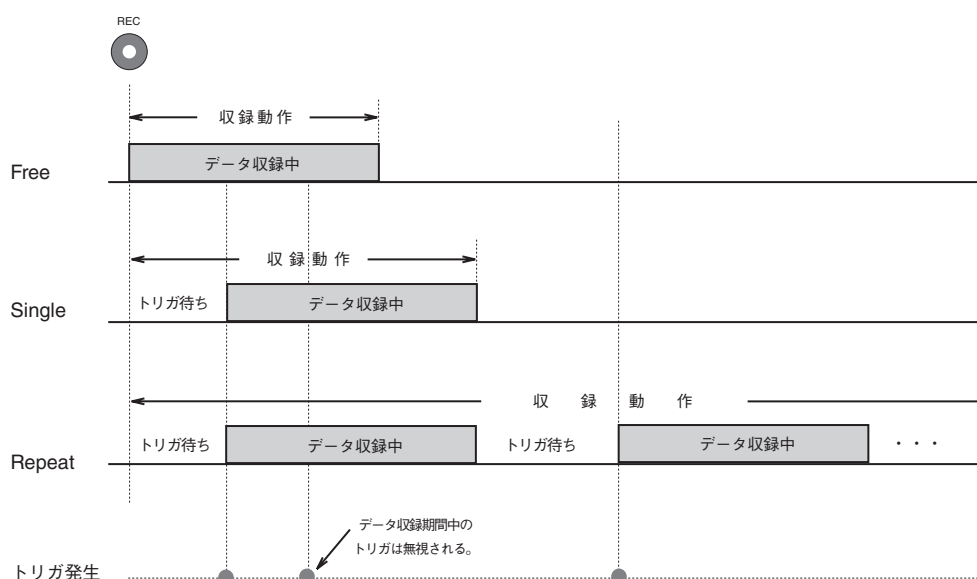 REC
収録動作
Free
データ収録中
収録動作
Single
トリガ待ち
データ収録中
収録動作
Repeat
トリガ待ち
データ収録中
トリガ待ち
データ収録中
・・・
データ収録期間中の
トリガは無視される。
トリガ発生